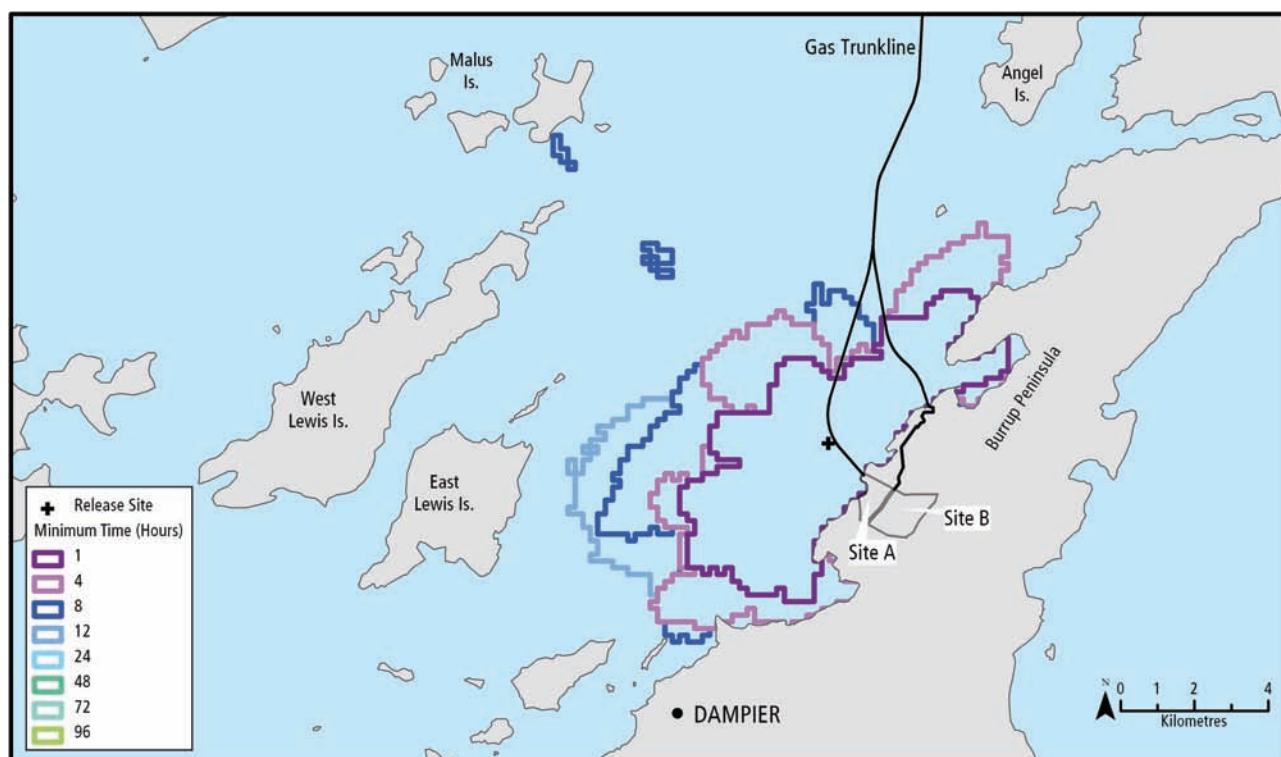 Gas Trunkline
Malus
Is.
Angel
Is.
Burrup Peninsula
West
Lewis Is.
East
Lewis Is.
Site B
Site A
Release Site
Minimum Time (Hours)
1
4
8
12
24
48
72
96
DAMPIER
N
0 1 2 4
Kilometres